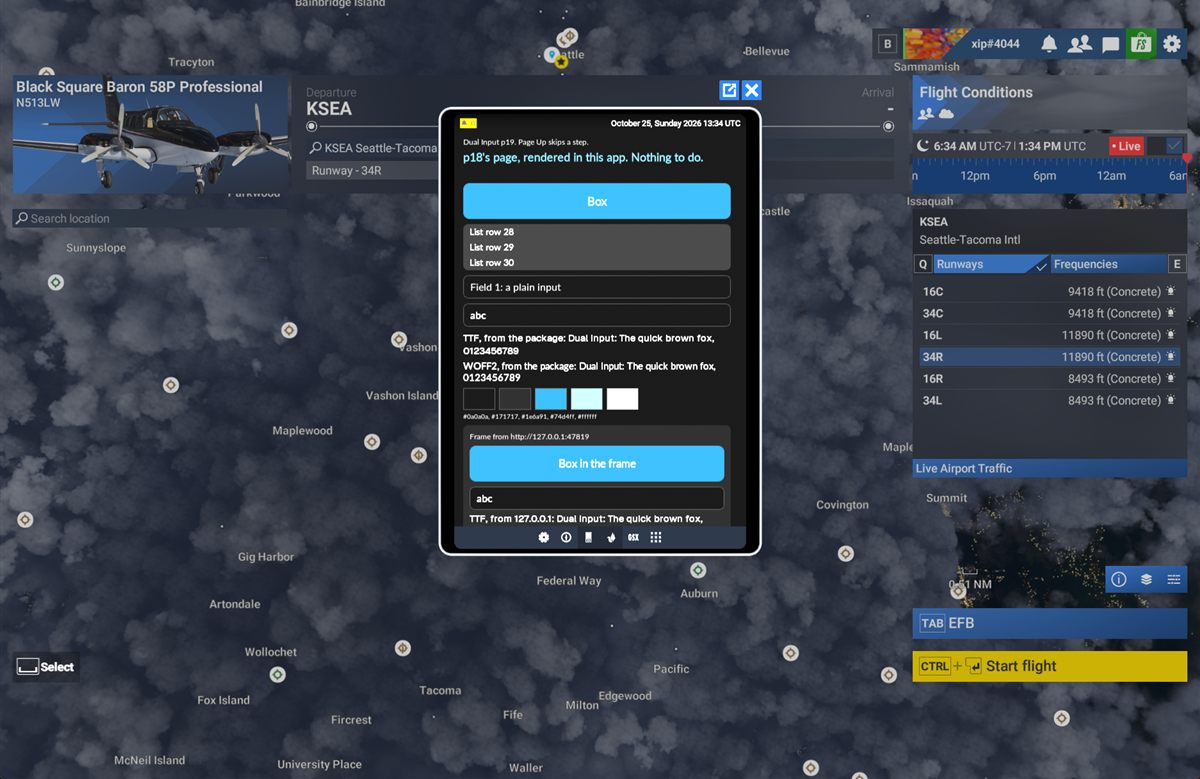 Bainbridge Island
Tracyton
Bellevue
Sammamish
B
xip#4044
Black Square Baron 58P Professional
N513LW
Departure
KSEA
Arrival
-
KSEA Seattle-Tacoma
Runway - 34R
Search location
Sunnyslope
Vashon
Vashon Island
Maplewood
Gig Harbor
Artondale
Wollochet
Fox Island
Fircrest
McNeil Island
University Place
Tacoma
Fife
Milton
Edgewood
Pacific
Waller
Federal Way
Auburn
Covington
Summit
Issaquah
October 25, Sunday 2026 13:34 UTC
Dual Input p19. Page Up skips a step.
p18's page, rendered in this app. Nothing to do.
Box
List row 28
List row 29
List row 30
Field 1: a plain input
abc
TTF, from the package: Dual Input: The quick brown fox,
0123456789
WOFF2, from the package: Dual Input: The quick brown fox,
0123456789
#0a0a0a, #171717, #1e6a91, #74d4ff, #ffffff
Frame from http://127.0.0.1:47819
Box in the frame
abc
TTF, from 127.0.0.1: Dual Input: The quick brown fox,
GSX
Flight Conditions
6:34 AM UTC-7 | 1:34 PM UTC
• Live
12pm
6pm
12am
6am
KSEA
Seattle-Tacoma Intl
Q
Runways
Frequencies
E
16C 9418 ft (Concrete)
34C 9418 ft (Concrete)
16L 11890 ft (Concrete)
34R 11890 ft (Concrete)
16R 8493 ft (Concrete)
34L 8493 ft (Concrete)
Live Airport Traffic
TAB EFB
CTRL + Start flight
Select